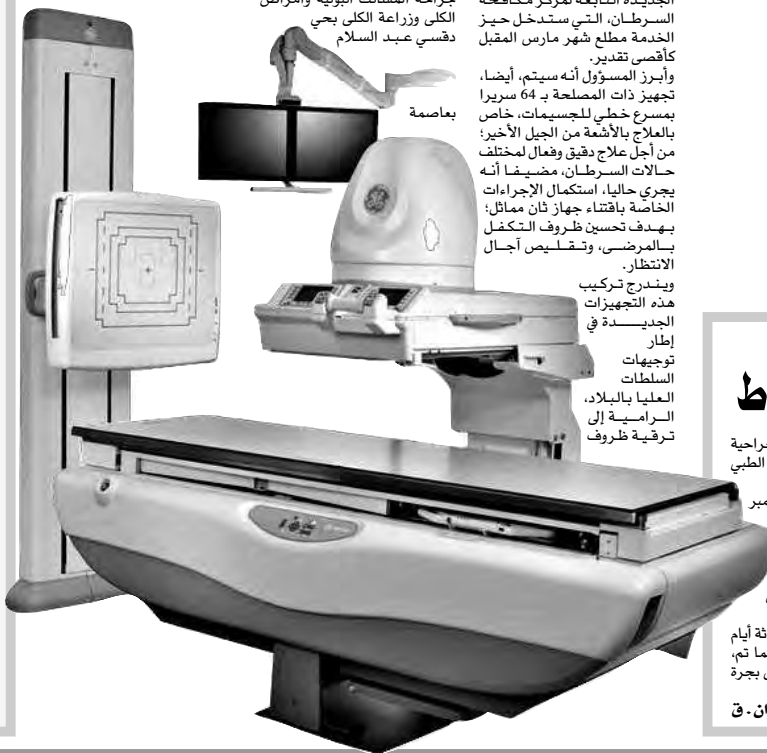 الجديدة التابعة لمركز مكافحة
السرطان، التي ستدخل حيز
الخدمة مطلع شهر مارس المقبل
كأقصى تقدير.
وأبرز المسؤول أنه سيتم، أيضا،
تجهيز ذات المصلحة بـ 64 سريرا
بمسرع خطي للجسيمات، خاص
بالعلاج بالأشعة من الجيل الأخير؛
من أجل علاج دقيق وفعال لمختلف
حالات السرطان، مضيفا أنه
يجري حاليا، استكمال الإجراءات
الخاصة باقتناء جهاز ثان مماثل؛
بهدف تحسين ظروف التكفل
بالمرضى، وتقليص آجال
الانتظار.
ويندرج تركيب
هذه التجهيزات
الجديدة في
إطار
توجيهات
السلطات
العليا بالبلاد،
الرامية إلى
ترقية ظروف
جراحة المسالك البولية وأمراض
الكلى وزراعة الكلى بحي
دقسي عبد السلام
بعاصمة
ط
الطبي
ثة أيام
ما تم،
بجرة
ن . ق